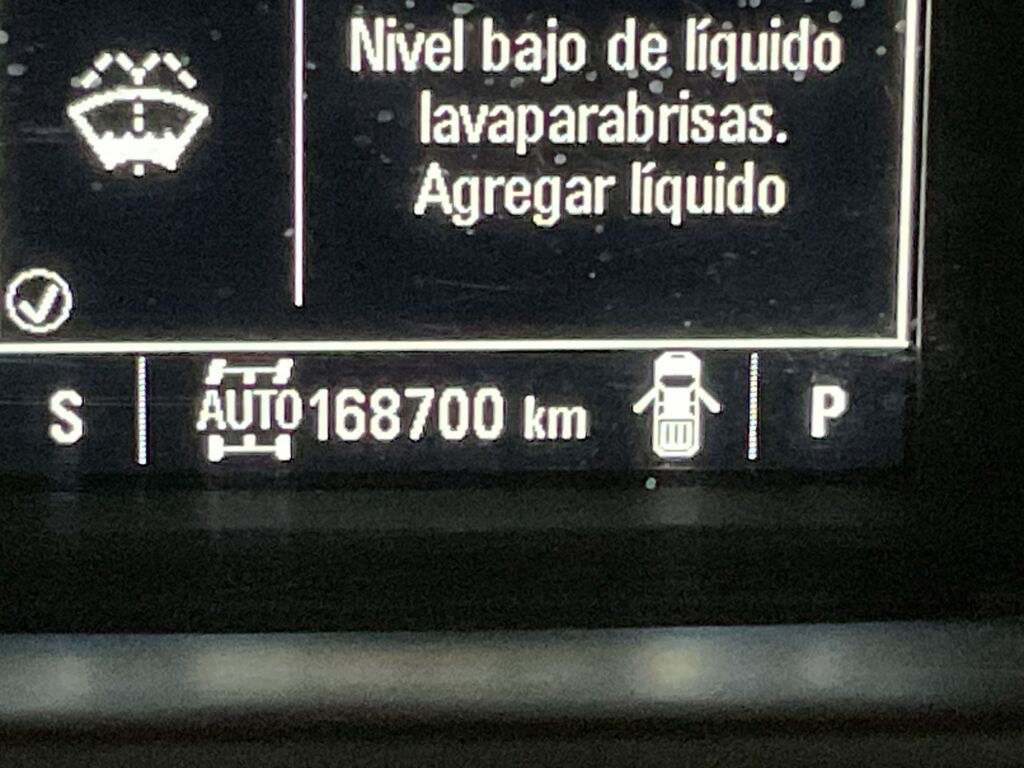 Nivel bajo de líquido
lavaparabrisas.
Agregar líquido
S AUTO 168700 km P